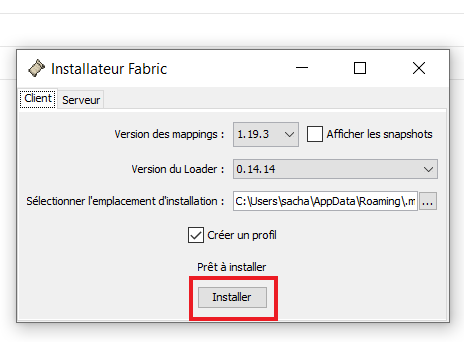 Installateur Fabric
Client Serveur
Version des mappings : 1.19.3 Afficher les snapshots
Version du Loader : 0.14.14
Sélectionner l'emplacement d'installation : C:\Users\sacha\AppData\Roaming\.m ...
Créer un profil
Prêt à installer
Installer